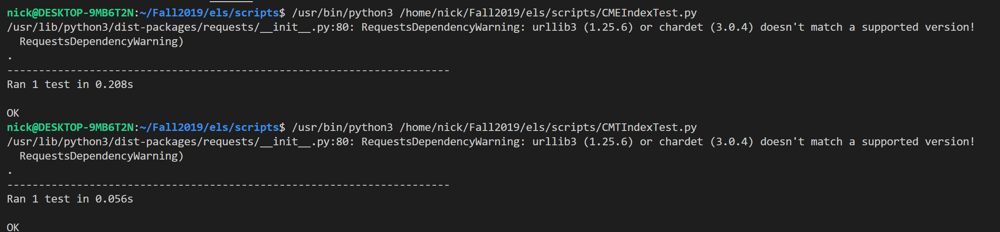 nick@DESKTOP-9MB6T2N:~/Fall2019/els/scripts$ /usr/bin/python3 /home/nick/Fall2019/els/scripts/CMEIndexTest.py
/usr/lib/python3/dist-packages/requests/__init__.py:80: RequestsDependencyWarning: urllib3 (1.25.6) or chardet (3.0.4) doesn't match a supported version!
  RequestsDependencyWarning)
.
----------------------------------------------------------------------
Ran 1 test in 0.208s

OK
nick@DESKTOP-9MB6T2N:~/Fall2019/els/scripts$ /usr/bin/python3 /home/nick/Fall2019/els/scripts/CMTIndexTest.py
/usr/lib/python3/dist-packages/requests/__init__.py:80: RequestsDependencyWarning: urllib3 (1.25.6) or chardet (3.0.4) doesn't match a supported version!
  RequestsDependencyWarning)
.
----------------------------------------------------------------------
Ran 1 test in 0.056s

OK